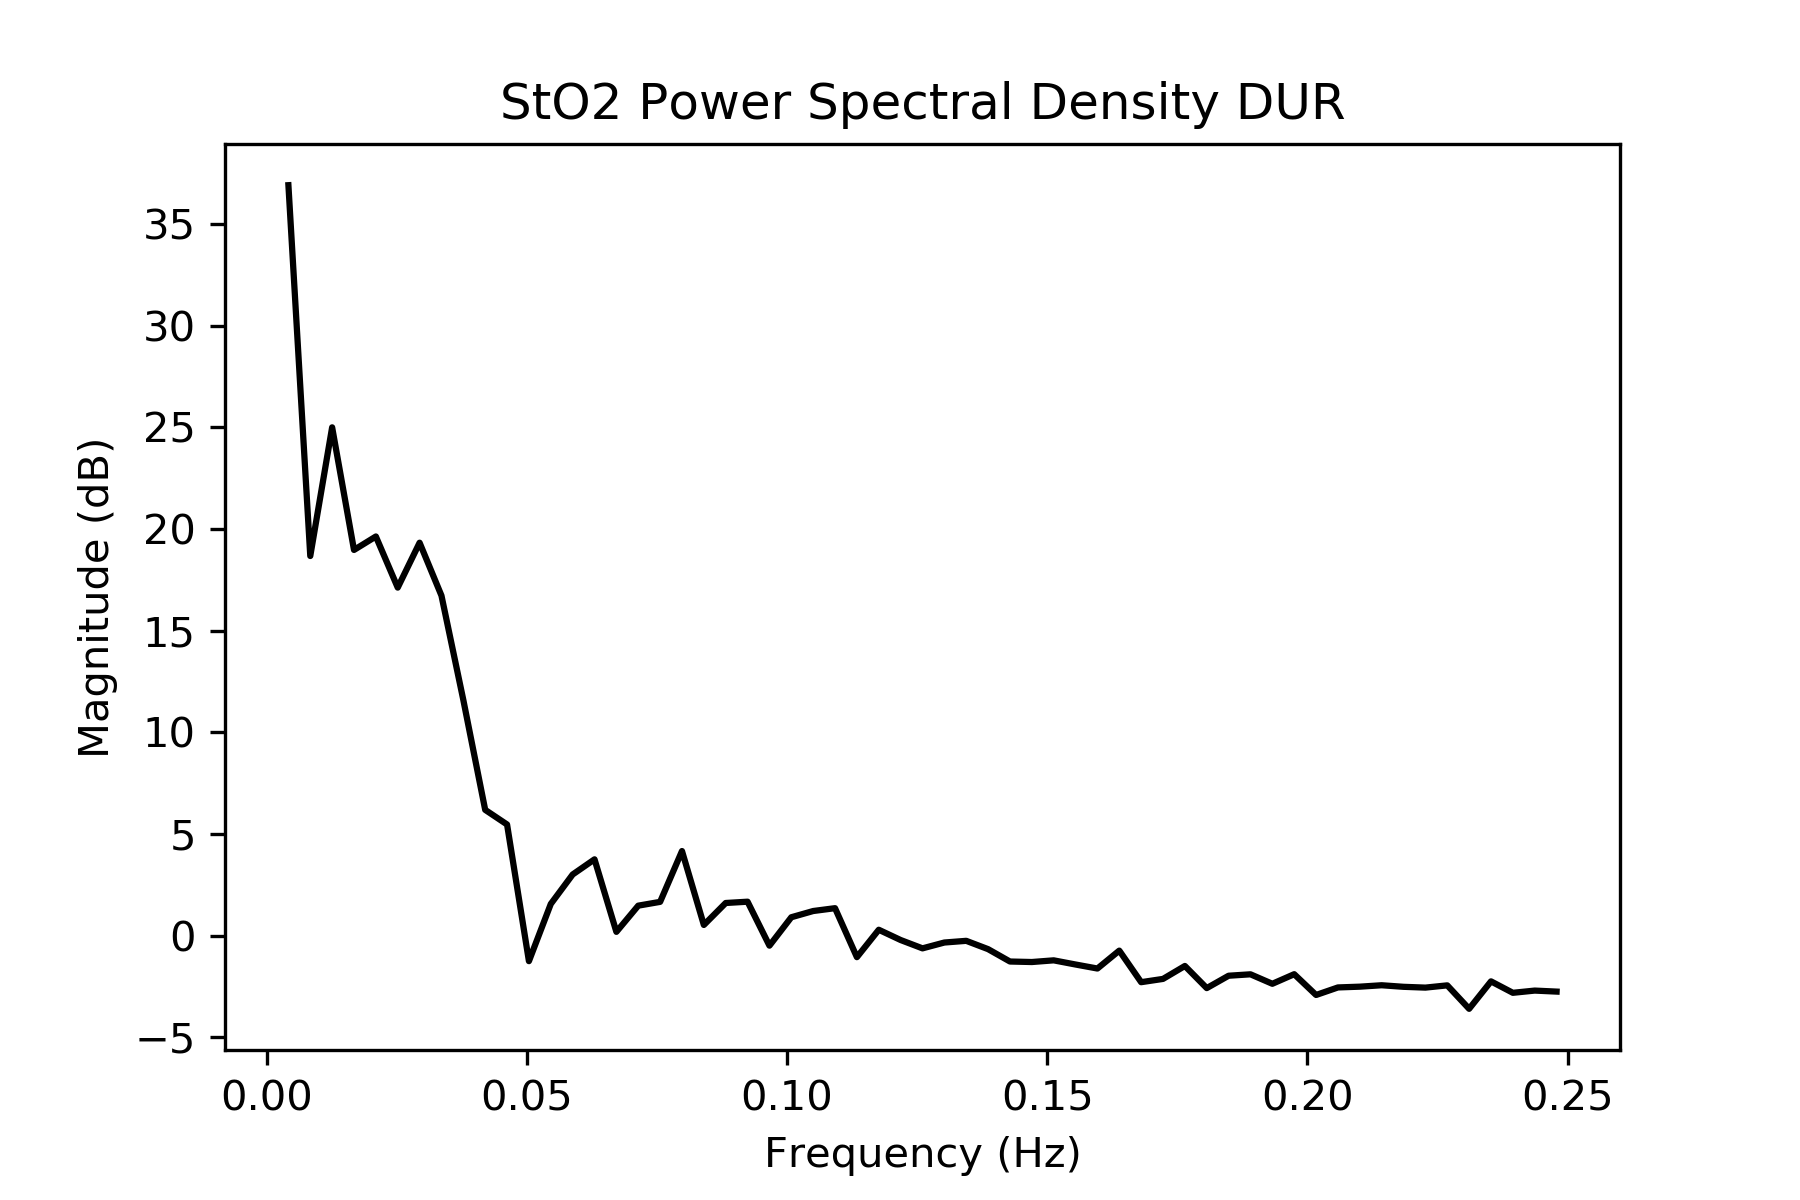 StO2 Power Spectral Density DUR
Magnitude (dB)
35
30
25
20
15
10
5
0
−5
0.00 0.05 0.10 0.15 0.20 0.25
Frequency (Hz)